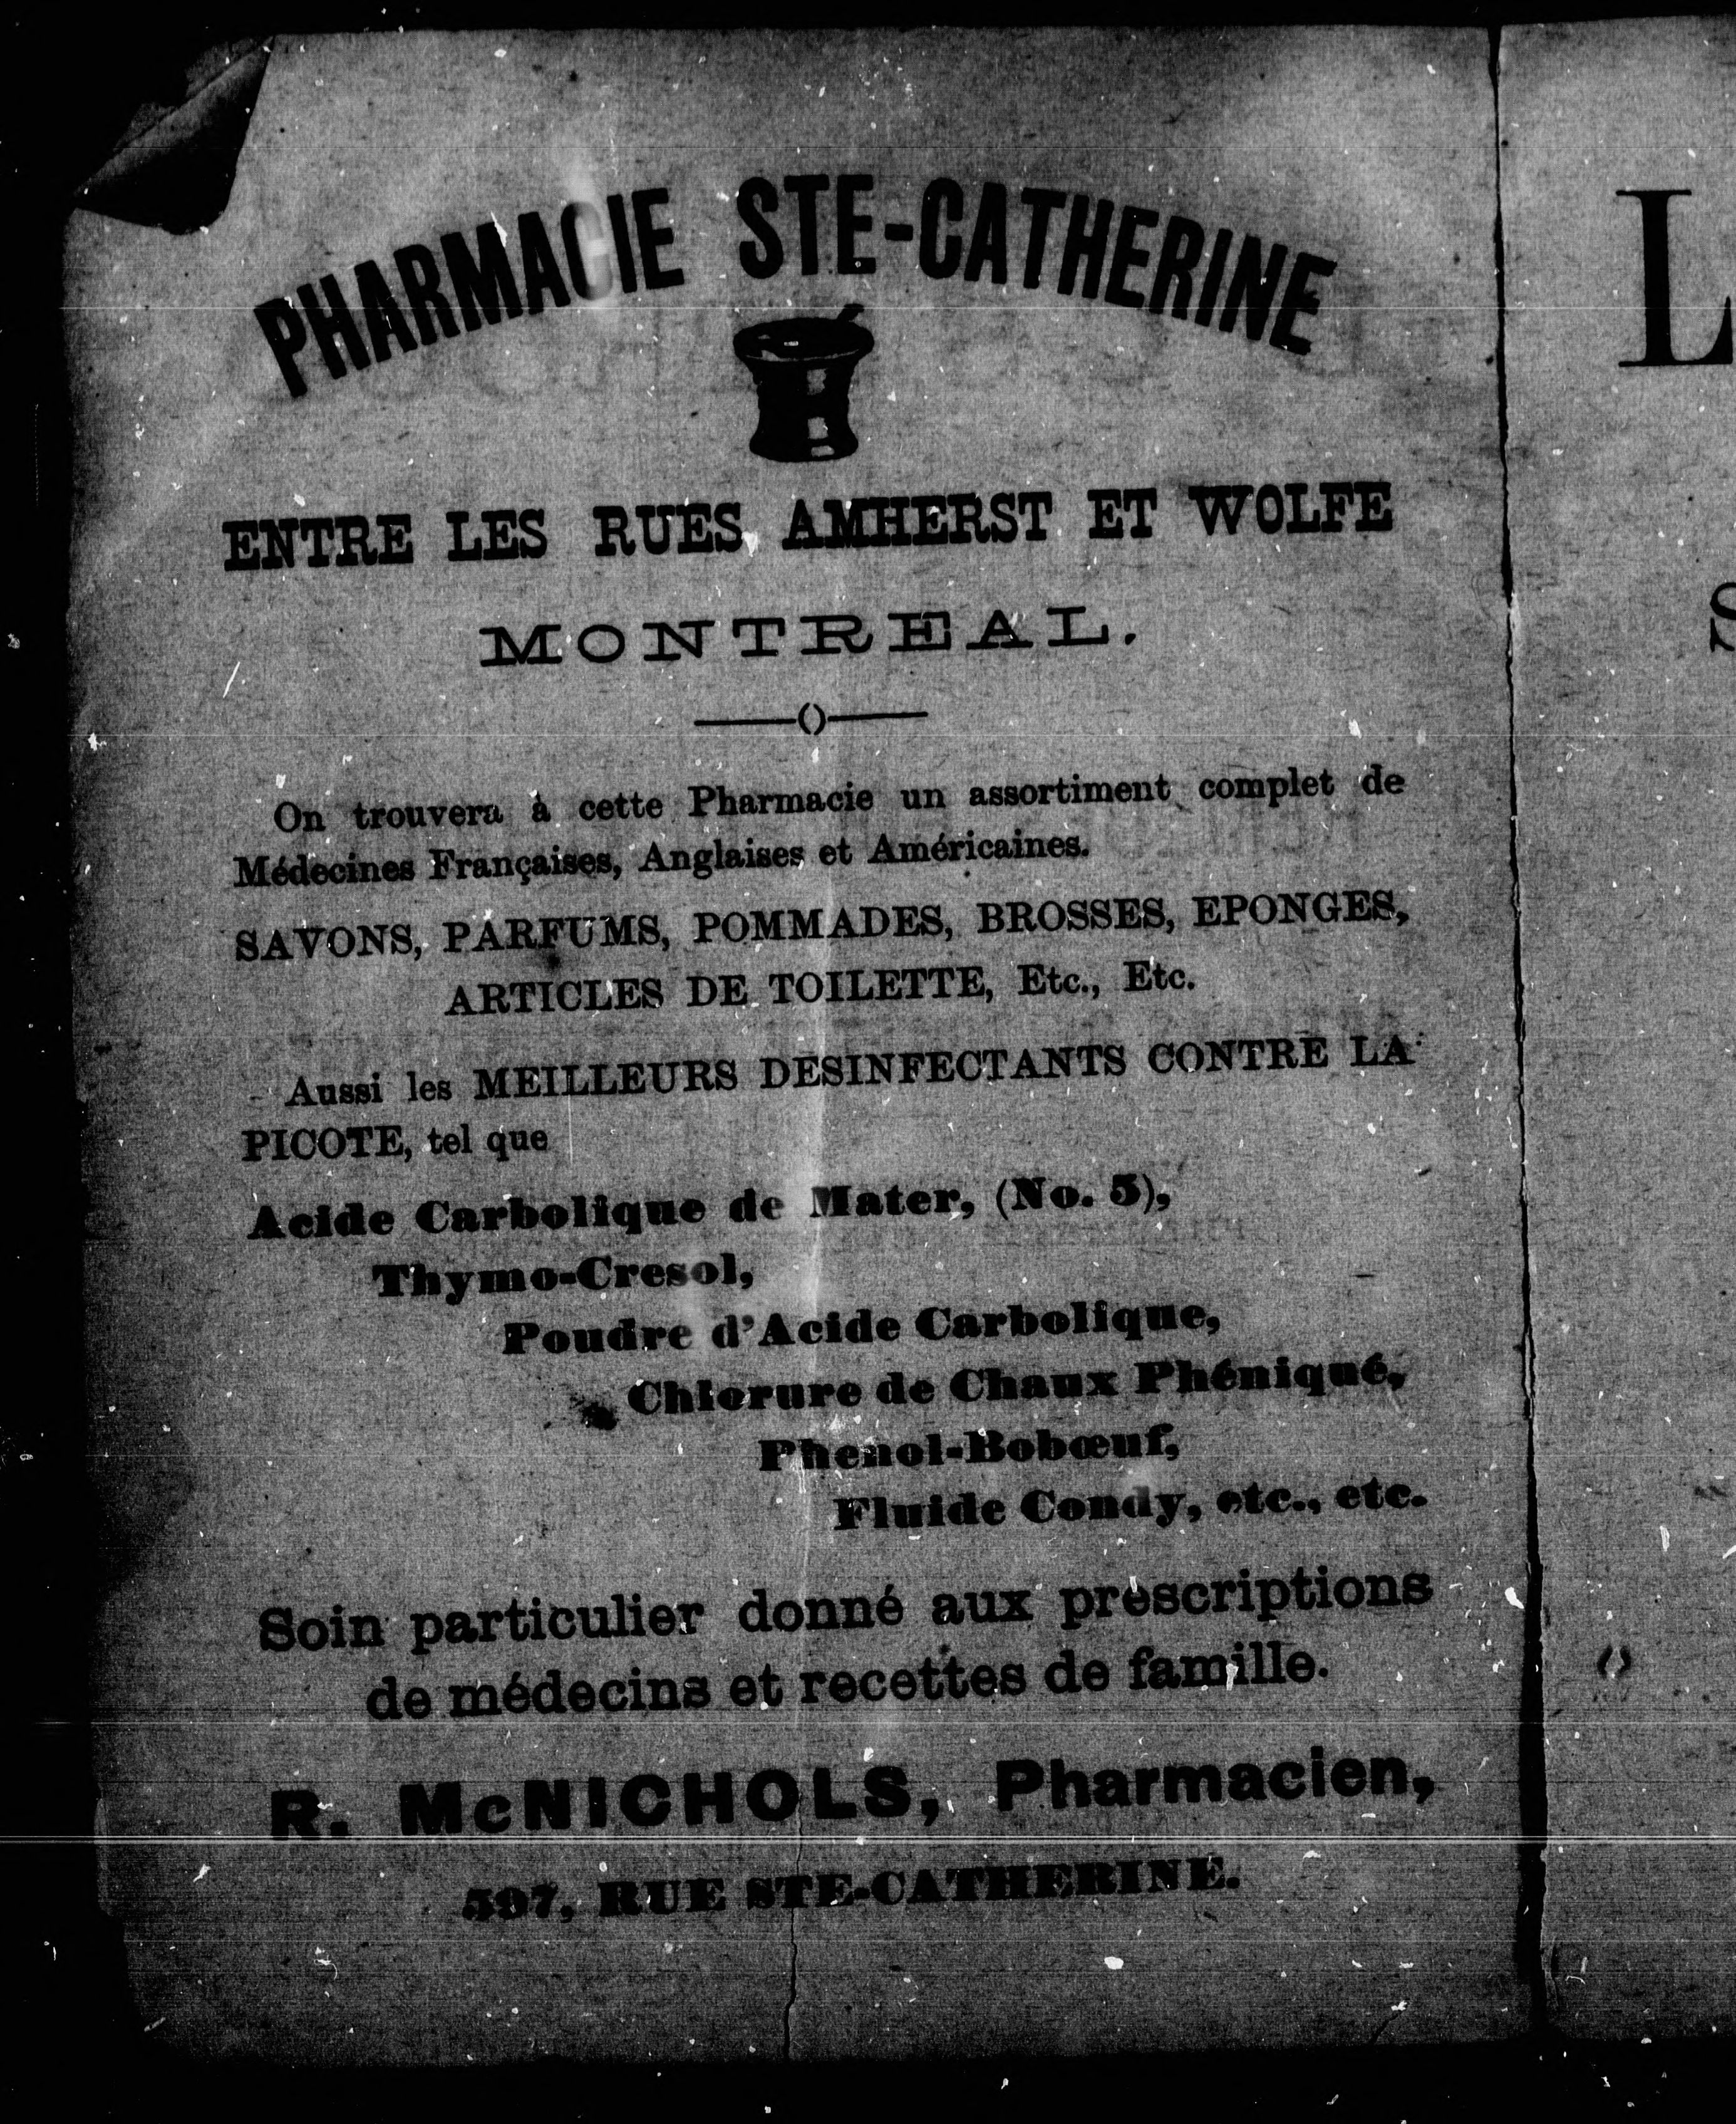 PHARMACIE STE-CATHERINE
ENTRE LES RUES AMHERST ET WOLFE
MONTREAL.
On trouvera à cette Pharmacie un assortiment complet de
Médecines Françaises, Anglaises et Américaines.
SAVONS, PARFUMS, POMMADES, BROSSES, EPONGES,
ARTICLES DE TOILETTE, Etc., Etc.
Aussi les MEILLEURS DESINFECTANTS CONTRE LA
PICOTE, tel que
Acide Carbolique de Mater, (No. 5),
Thymo-Cresol,
Poudre d'Acide Carbolique,
Chlorure de Chaux Phéniqué,
Phenol-Bobœuf,
Fluide Condy, etc., etc.
Soin particulier donné aux prescriptions
de médecins et recettes de famille.
R. McNICHOLS, Pharmacien,
597, RUE STE-CATHERINE.
L
S